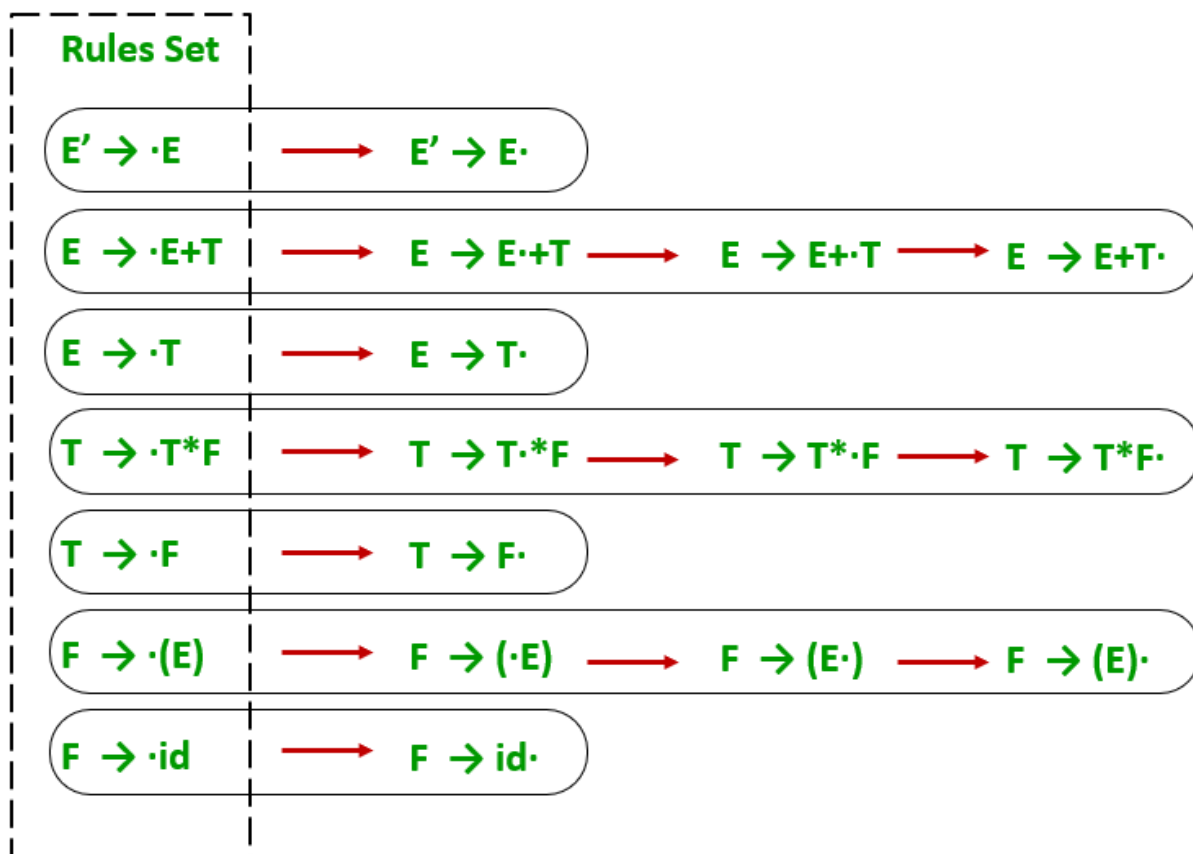 Rules Set
E’ → ·E → E’ → E·
E → ·E+T → E → E·+T → E → E+·T → E → E+T·
E → ·T → E → T·
T → ·T*F → T → T·*F → T → T*·F → T → T*F·
T → ·F → T → F·
F → ·(E) → F → (·E) → F → (E·) → F → (E)·
F → ·id → F → id·